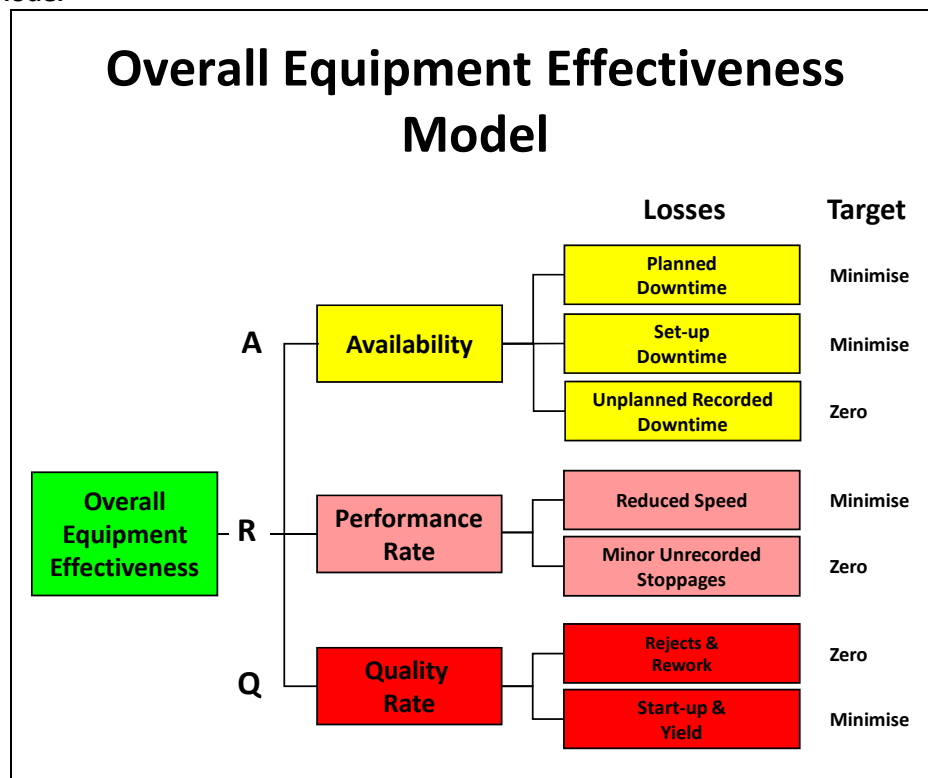 Overall Equipment Effectiveness
Model
Losses
Target
Planned
Downtime
Minimise
A
Availability
Set-up
Downtime
Minimise
Unplanned Recorded
Downtime
Zero
Overall
Equipment
Effectiveness
R
Performance
Rate
Reduced Speed
Minimise
Minor Unrecorded
Stoppages
Zero
Q
Quality
Rate
Rejects &
Rework
Zero
Start-up &
Yield
Minimise